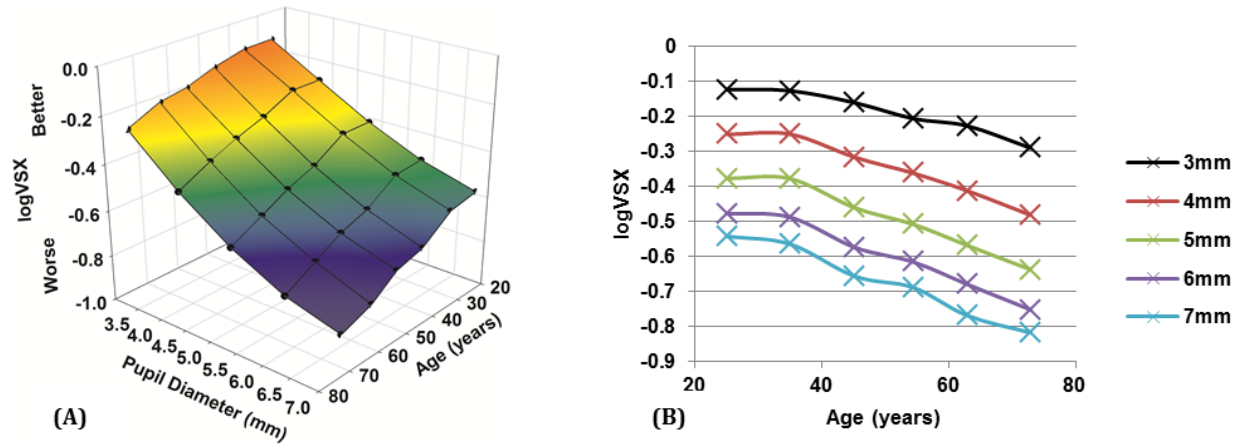 0.0
-0.2
-0.4
-0.6
-0.8
-1.0
Better
logVSX
Worse
3.5
4.0
4.5
5.0
5.5
6.0
6.5
7.0
Pupil Diameter (mm)
20
30
40
50
60
70
80
Age (years)
(A)
0
-0.1
-0.2
-0.3
-0.4
-0.5
-0.6
-0.7
-0.8
-0.9
logVSX
20
40
60
80
Age (years)
(B)
3mm
4mm
5mm
6mm
7mm